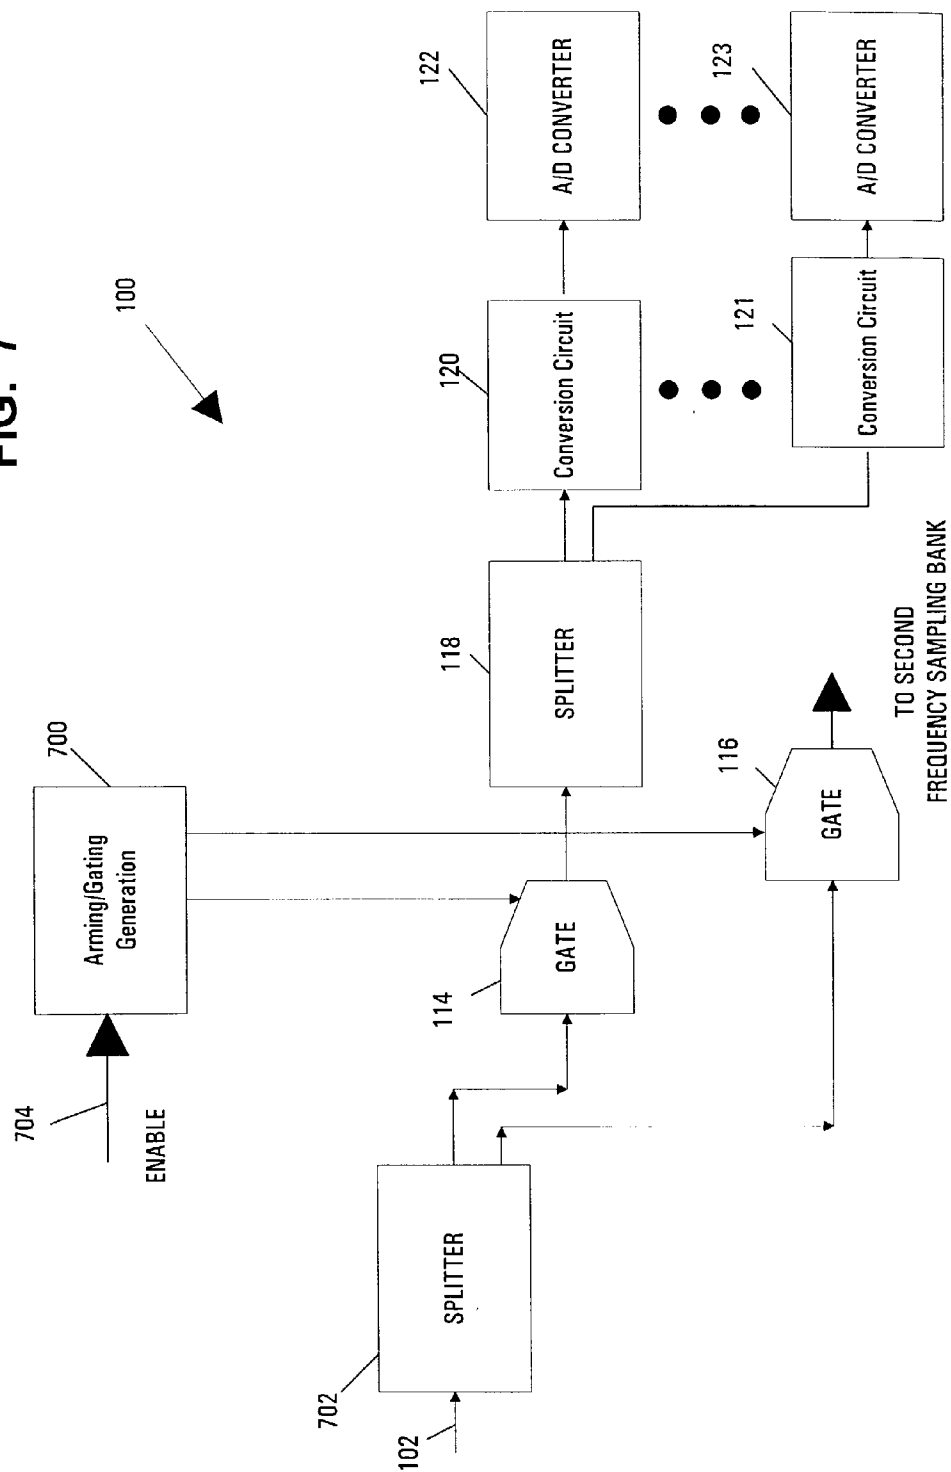 FIG. 7
100
704
ENABLE
700
Arming/Gating
Generation
102
702
SPLITTER
114
GATE
116
GATE
TO SECOND
FREQUENCY SAMPLING BANK
118
SPLITTER
120
Conversion Circuit
121
Conversion Circuit
122
A/D CONVERTER
123
A/D CONVERTER